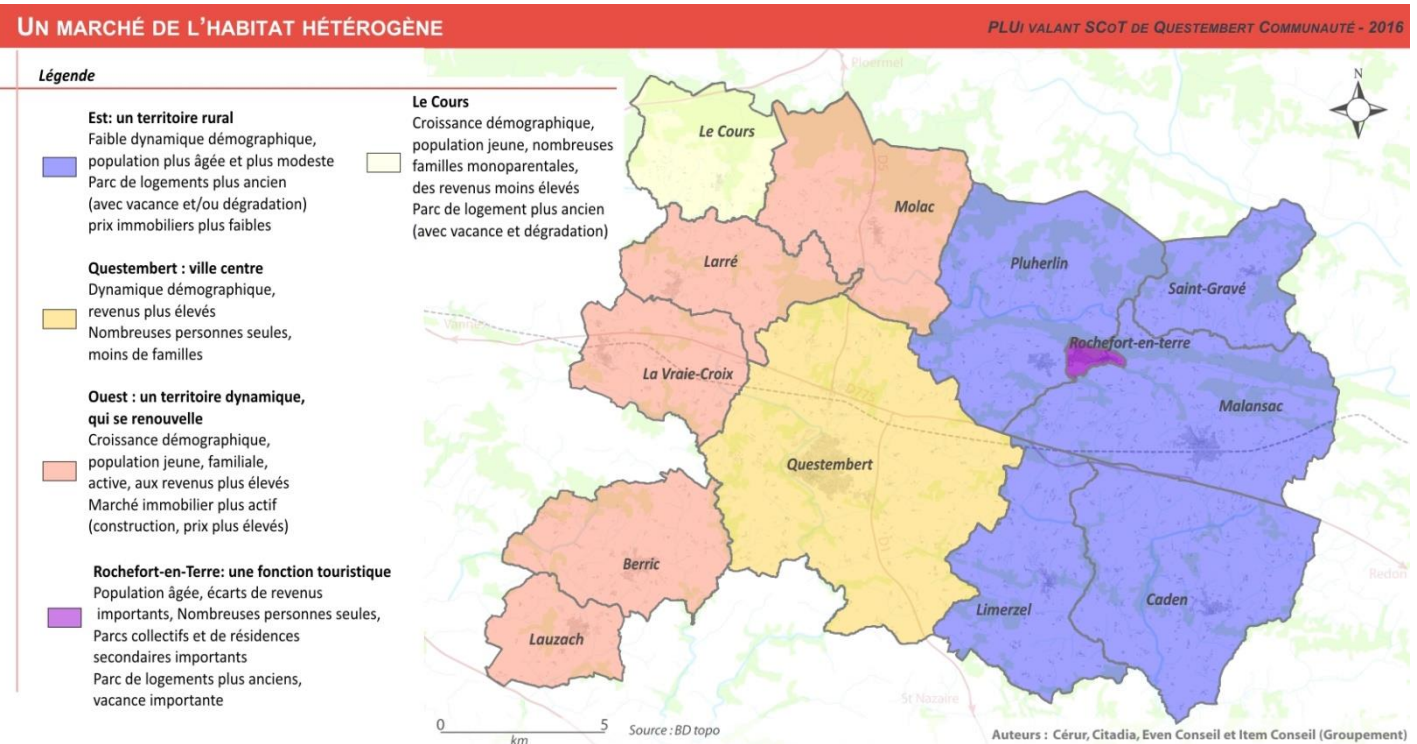 UN MARCHÉ DE L'HABITAT HÉTÉROGÈNE
PLUI VALANT SCOT DE QUESTEMBERT COMMUNAUTÉ - 2016
Légende
Est: un territoire rural
Faible dynamique démographique,
population plus âgée et plus modeste
Parc de logements plus ancien
(avec vacance et/ou dégradation)
prix immobiliers plus faibles
Questembert : ville centre
Dynamique démographique,
revenus plus élevés
Nombreuses personnes seules,
moins de familles
Ouest : un territoire dynamique,
qui se renouvelle
Croissance démographique,
population jeune, familiale,
active, aux revenus plus élevés
Marché immobilier plus actif
(construction, prix plus élevés)
Rochefort-en-Terre: une fonction touristique
Population âgée, écarts de revenus
importants, Nombreuses personnes seules,
Parcs collectifs et de résidences
secondaires importants
Parc de logements plus anciens,
vacance importante
Le Cours
Croissance démographique,
population jeune, nombreuses
familles monoparentales,
des revenus moins élevés
Parc de logement plus ancien
(avec vacance et dégradation)
Ploermel
N
Le Cours
D5
Molac
Larré
Pluherlin
Saint-Gravé
Vannes
Rochefort-en-terre
La Vraie-Croix
D775
Malansac
Questembert
D1
Berric
Redon
Limerzel
Caden
Lauzach
St Nazaire
0
5
km
Source : BD topo
Auteurs : Cérur, Citadia, Even Conseil et Item Conseil (Groupement)